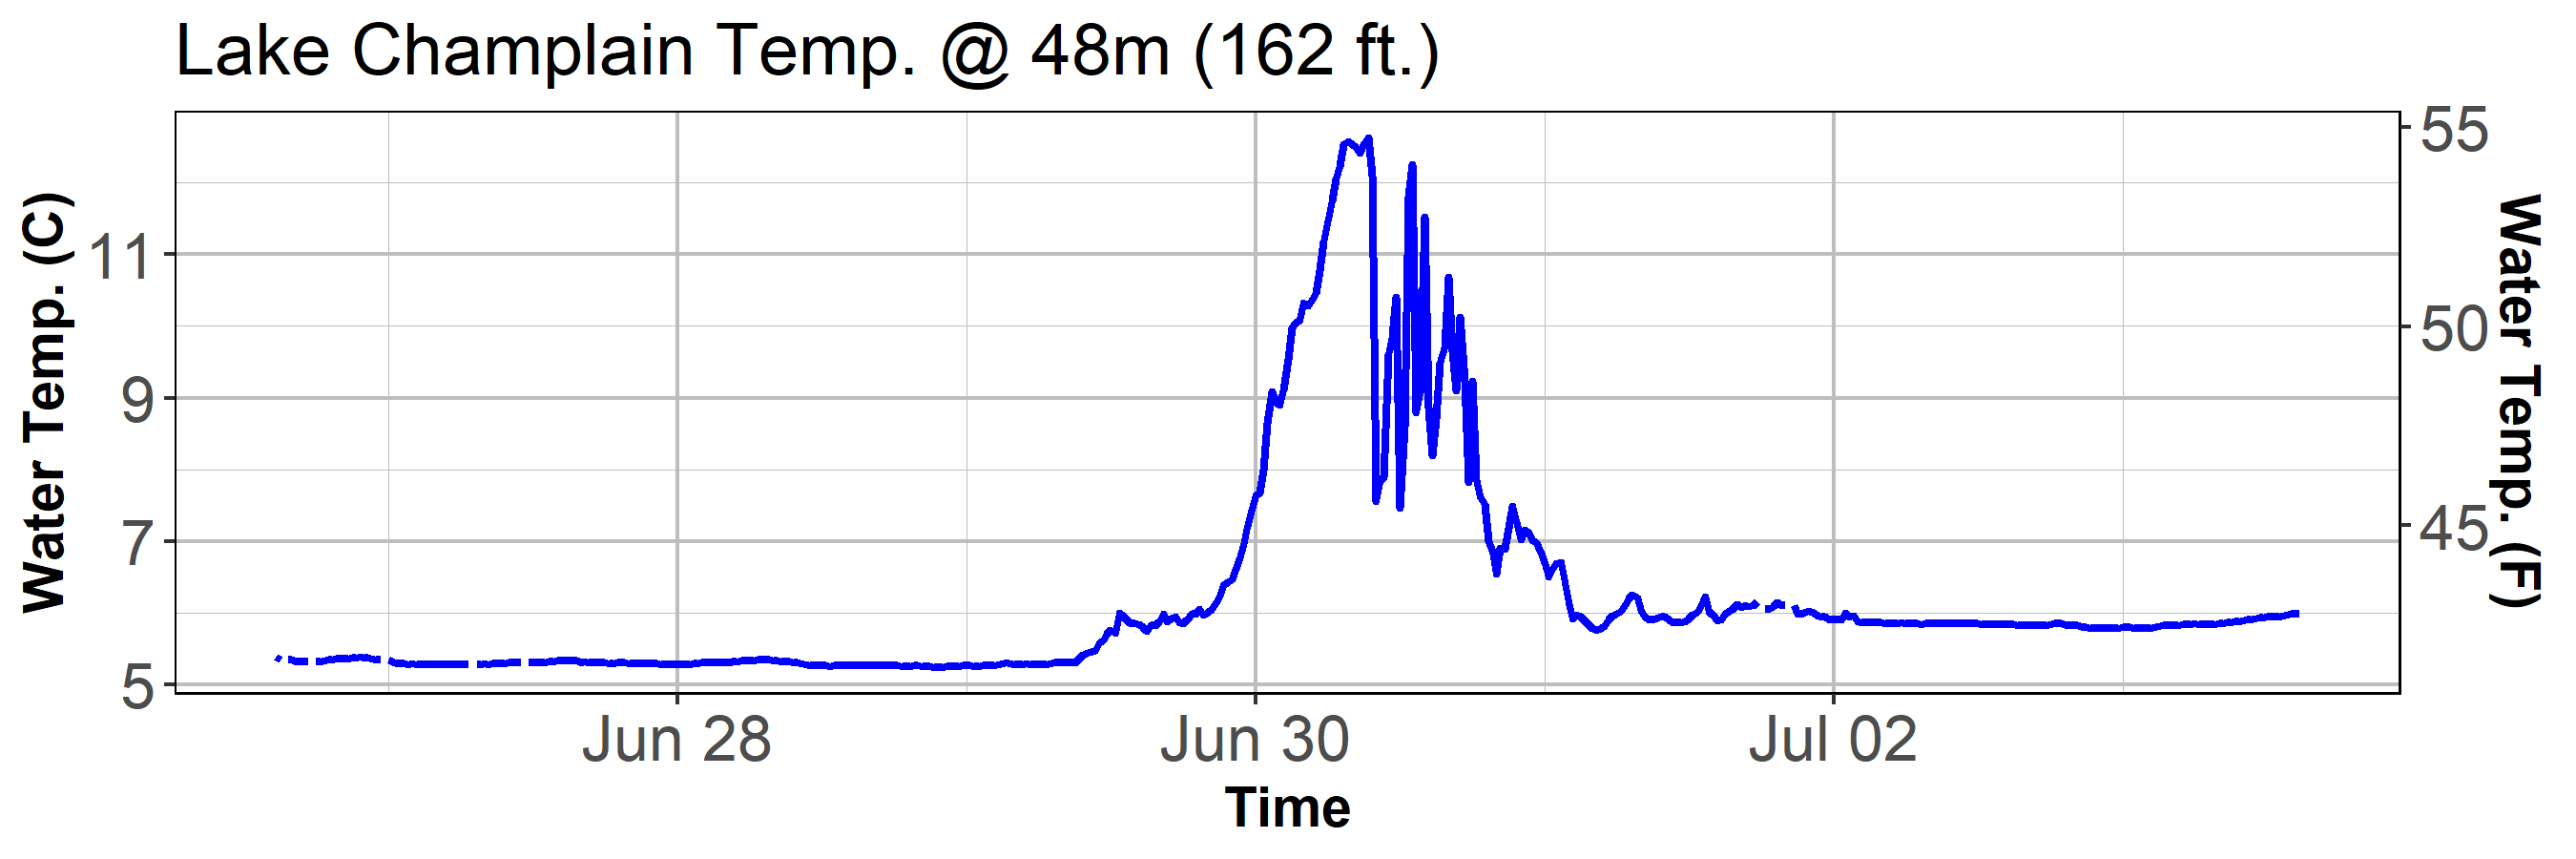 Lake Champlain Temp. @ 48m (162 ft.)
Water Temp. (C)
11
9
7
5
55
50
45
Water Temp. (F)
Jun 28
Jun 30
Jul 02
Time